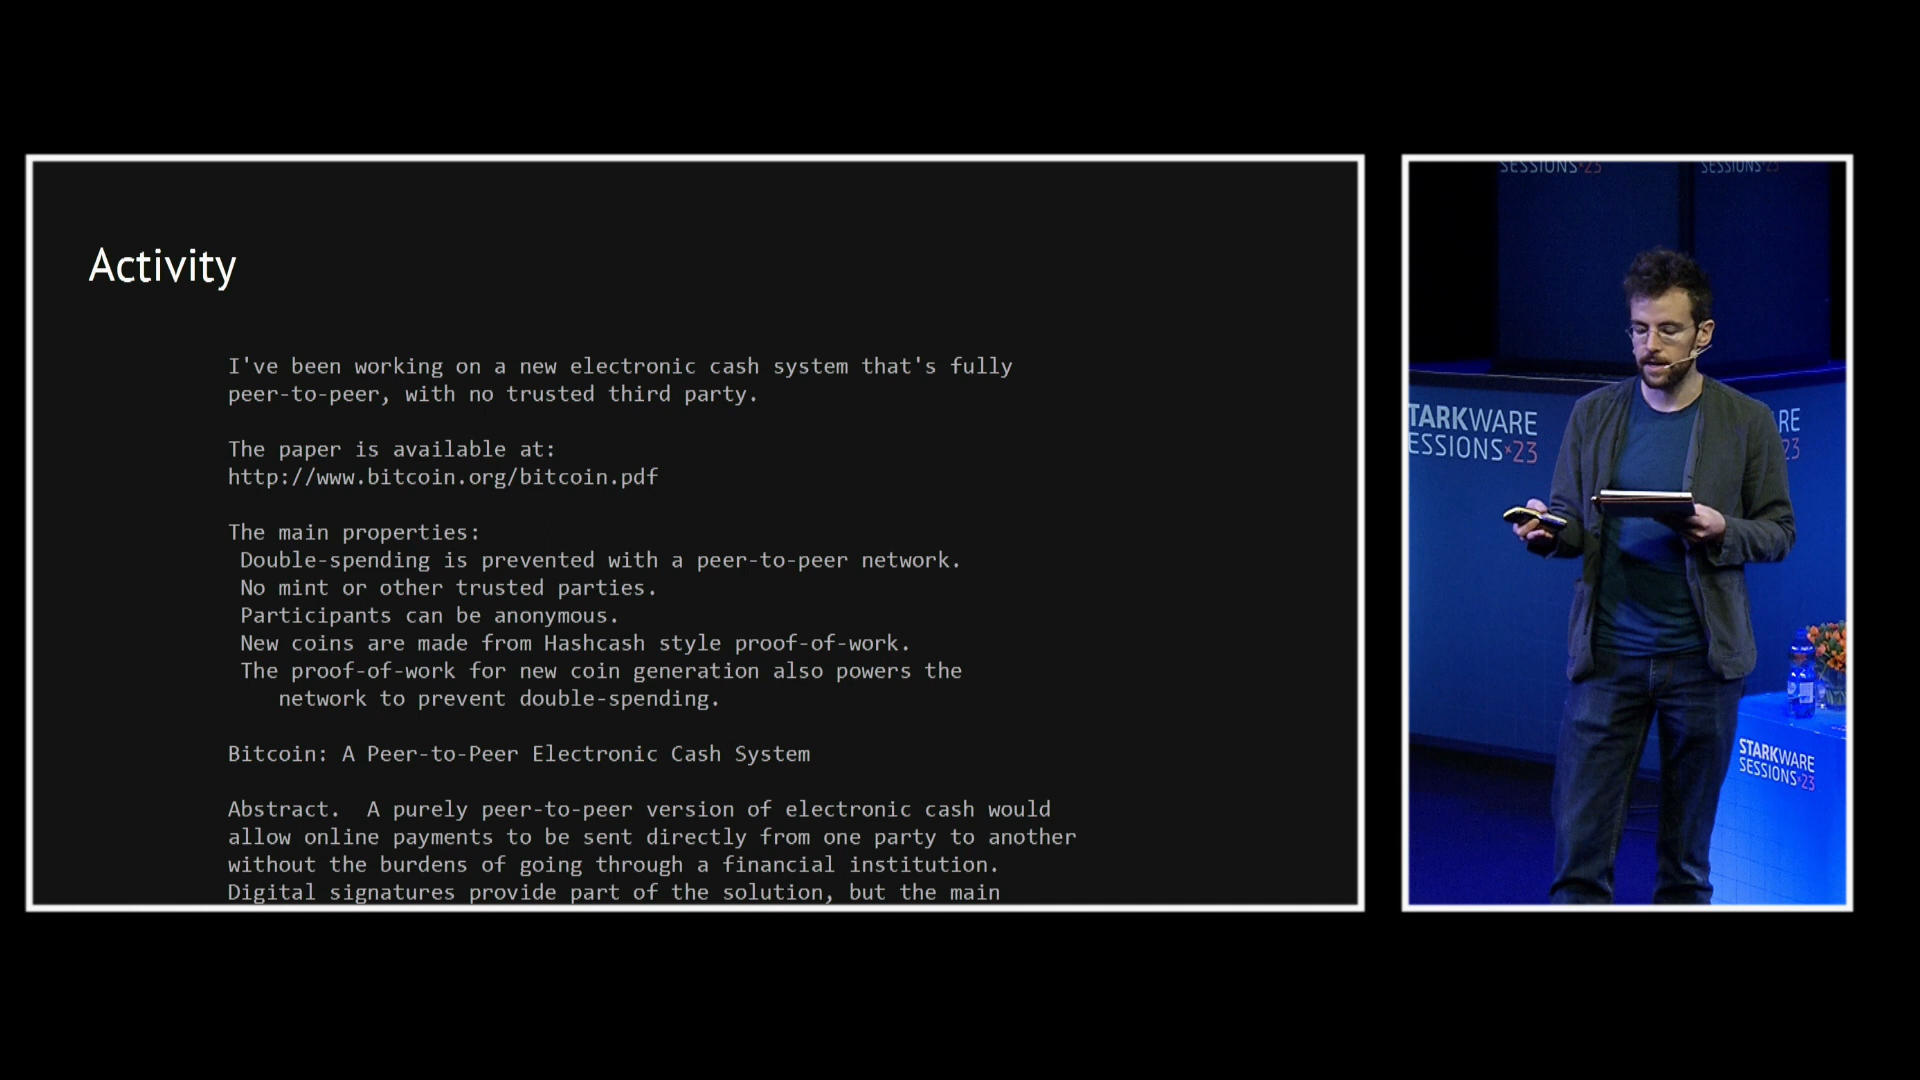 Activity
I've been working on a new electronic cash system that's fully
peer-to-peer, with no trusted third party.
The paper is available at:
http://www.bitcoin.org/bitcoin.pdf
The main properties:
Double-spending is prevented with a peer-to-peer network.
No mint or other trusted parties.
Participants can be anonymous.
New coins are made from Hashcash style proof-of-work.
The proof-of-work for new coin generation also powers the
network to prevent double-spending.
Bitcoin: A Peer-to-Peer Electronic Cash System
Abstract.  A purely peer-to-peer version of electronic cash would
allow online payments to be sent directly from one party to another
without the burdens of going through a financial institution.
Digital signatures provide part of the solution, but the main
SESSIONS×23
SESSIONS×23
TARKWARE
ESSIONS×23
RE
23
STARKWARE
SESSIONS×23